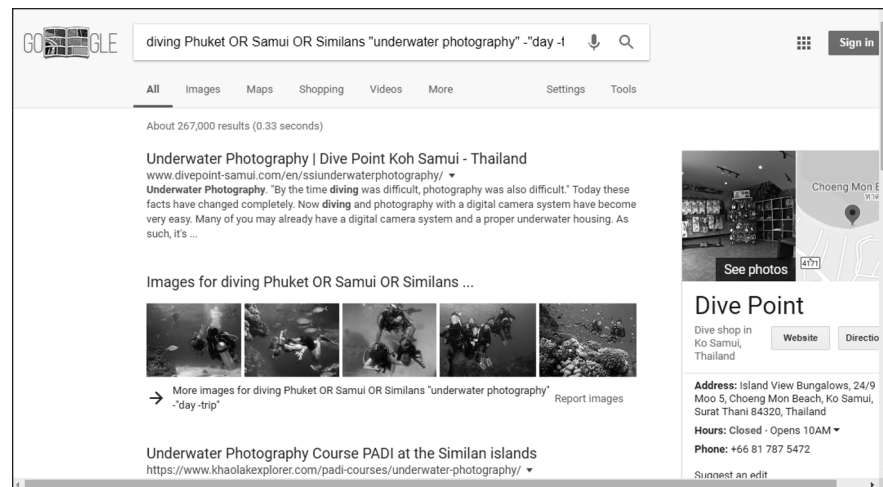 GO GLE
diving Phuket OR Samui OR Similans "underwater photography" -"day -t
Sign in
All Images Maps Shopping Videos More Settings Tools
About 267,000 results (0.33 seconds)
Underwater Photography | Dive Point Koh Samui - Thailand
www.divepoint-samui.com/en/ssiunderwaterphotography/
Underwater Photography. "By the time diving was difficult, photography was also difficult." Today these
facts have changed completely. Now diving and photography with a digital camera system have become
very easy. Many of you may already have a digital camera system and a proper underwater housing. As
such, it's ...
Images for diving Phuket OR Samui OR Similans ...
More images for diving Phuket OR Samui OR Similans "underwater photography"
-"day -trip"
Report images
Underwater Photography Course PADI at the Similan islands
https://www.khaolakexplorer.com/padi-courses/underwater-photography/
Choeng Mon B
4171
See photos
Dive Point
Dive shop in
Ko Samui,
Thailand
Website
Directio
Address: Island View Bungalows, 24/9
Moo 5, Choeng Mon Beach, Ko Samui,
Surat Thani 84320, Thailand
Hours: Closed · Opens 10AM
Phone: +66 81 787 5472
Suggest an edit